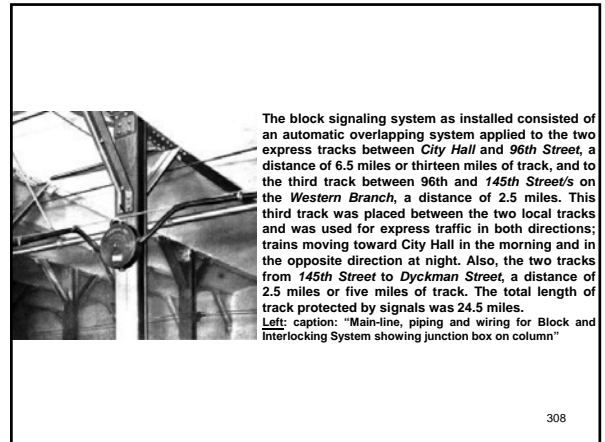 The block signaling system as installed consisted of
an automatic overlapping system applied to the two
express tracks between City Hall and 96th Street, a
distance of 6.5 miles or thirteen miles of track, and to
the third track between 96th and 145th Street/s on
the Western Branch, a distance of 2.5 miles. This
third track was placed between the two local tracks
and was used for express traffic in both directions;
trains moving toward City Hall in the morning and in
the opposite direction at night. Also, the two tracks
from 145th Street to Dyckman Street, a distance of
2.5 miles or five miles of track. The total length of
track protected by signals was 24.5 miles.
Left: caption: “Main-line, piping and wiring for Block and
Interlocking System showing junction box on column”
308